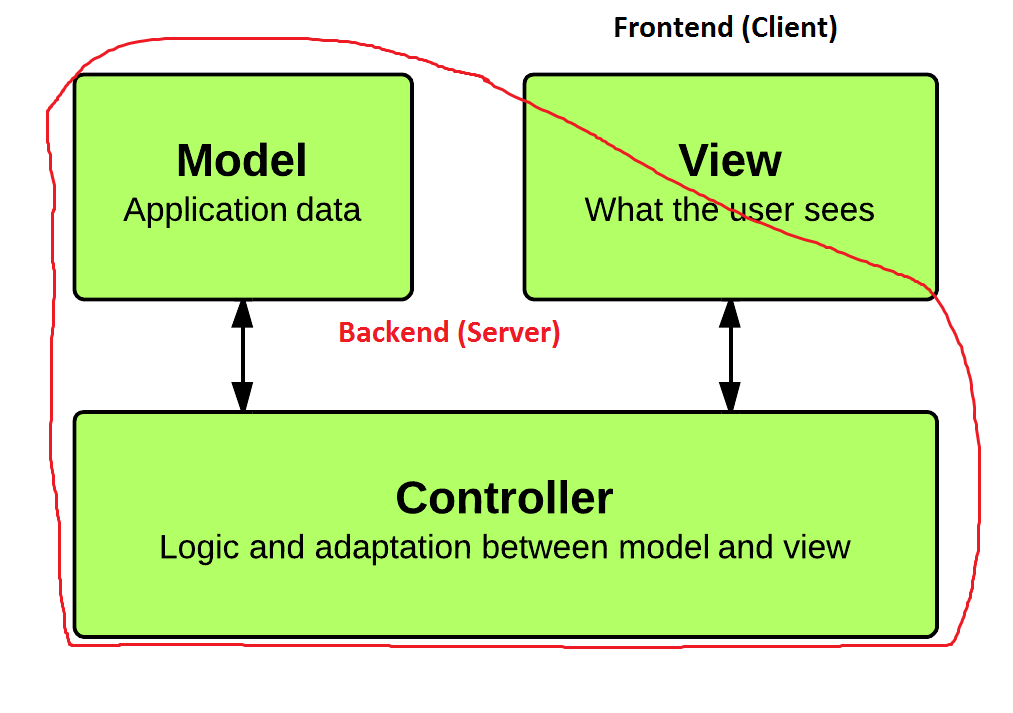 Frontend (Client)
Model
Application data
View
What the user sees
Backend (Server)
Controller
Logic and adaptation between model and view